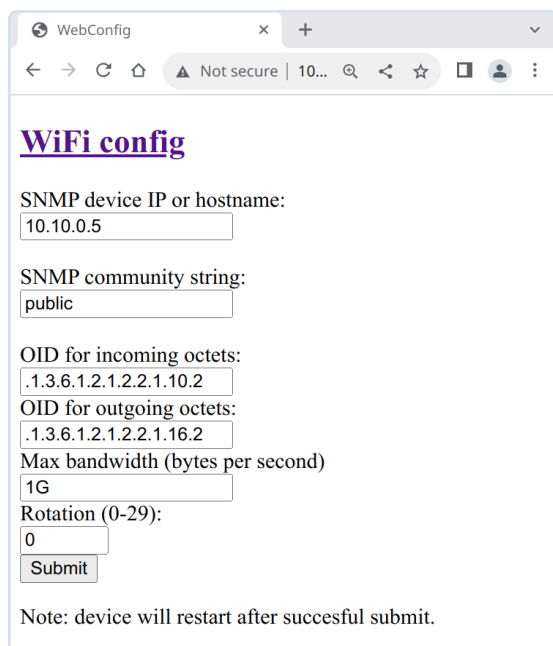 WebConfig
Not secure
10...
WiFi config
SNMP device IP or hostname:
10.10.0.5
SNMP community string:
public
OID for incoming octets:
.1.3.6.1.2.1.2.2.1.10.2
OID for outgoing octets:
.1.3.6.1.2.1.2.2.1.16.2
Max bandwidth (bytes per second)
1G
Rotation (0-29):
0
Submit
Note: device will restart after succesful submit.